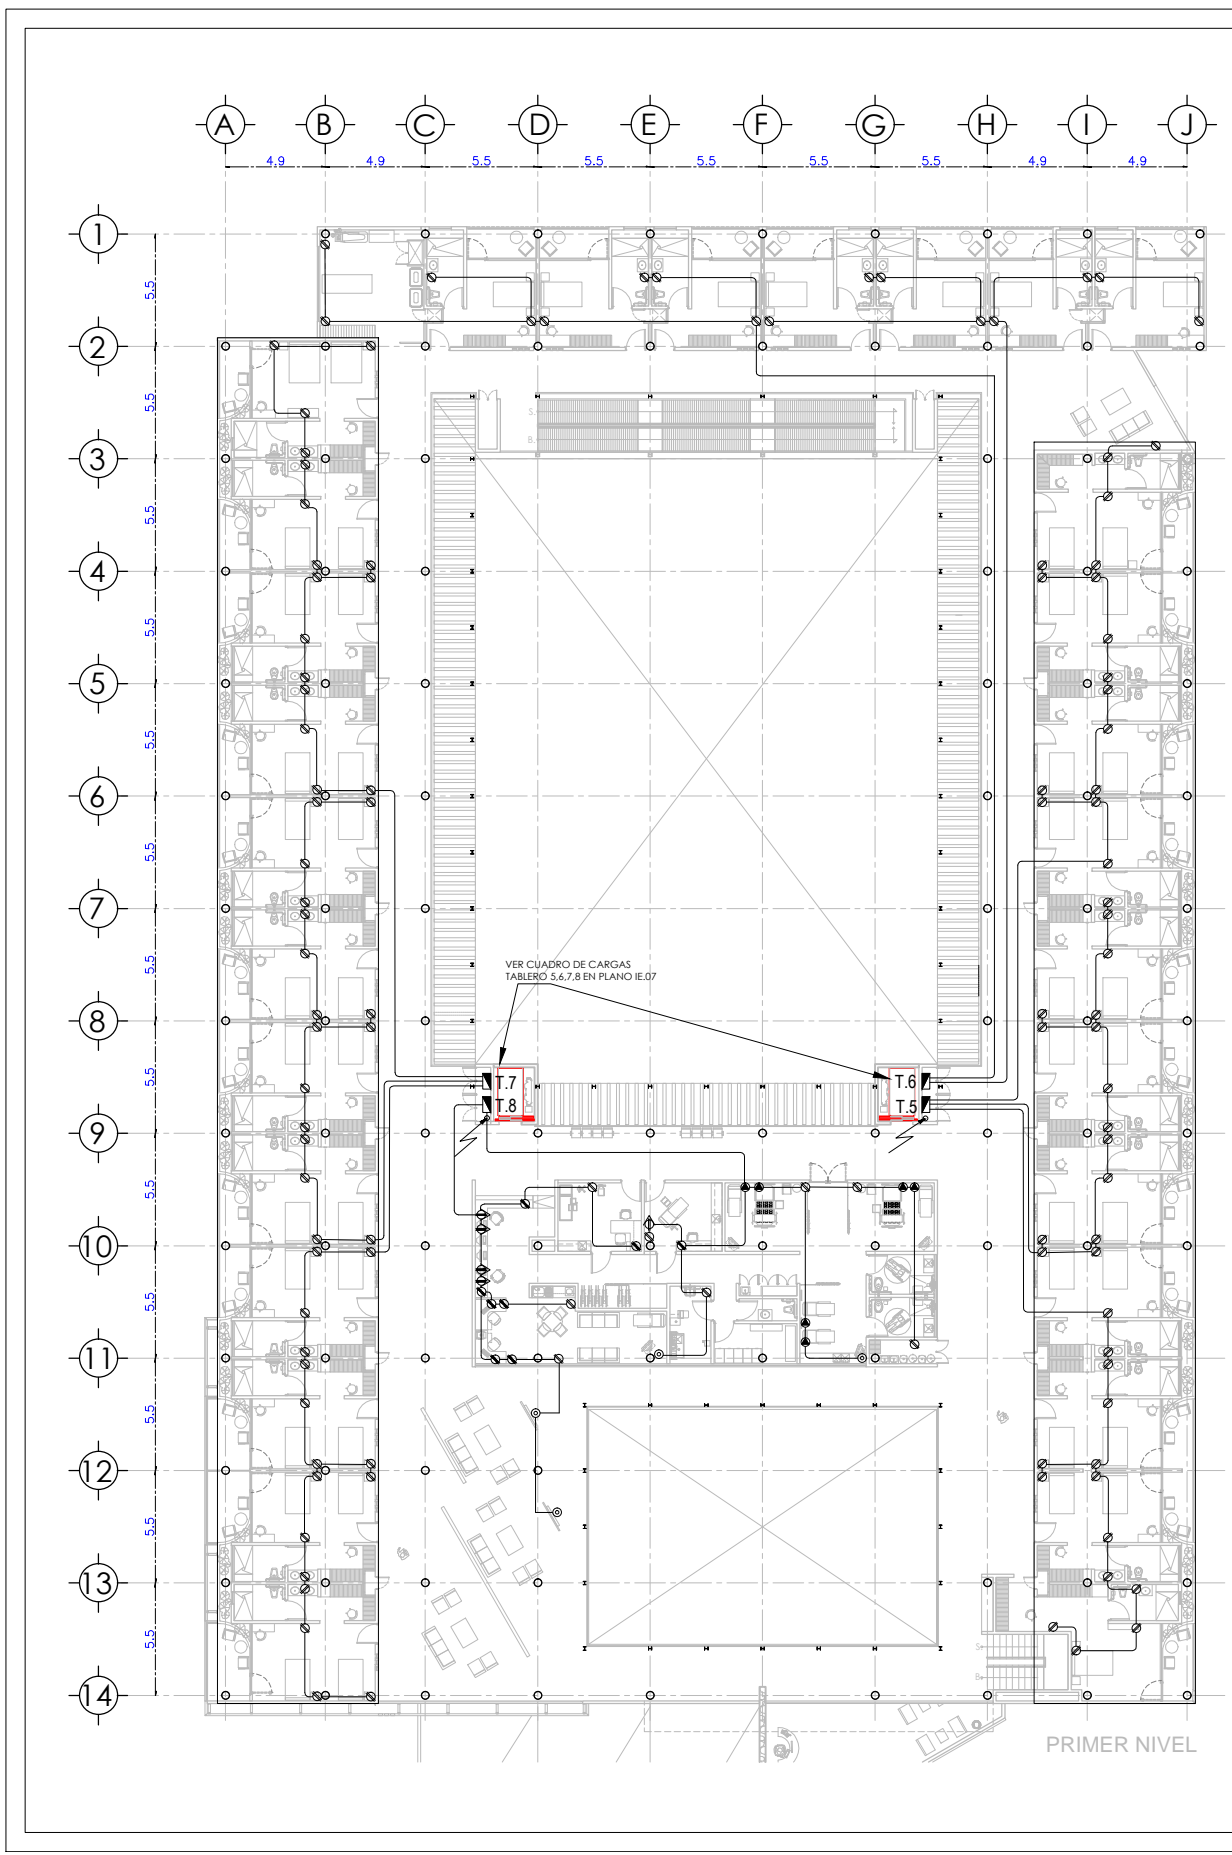 A B C D E F G H I J
4.9 4.9 5.5 5.5 5.5 5.5 5.5 4.9 4.9
1
5.5
2
5.5
S.
B.
3
5.5
4
5.5
5
5.5
6
5.5
7
5.5
VER CUADRO DE CARGAS
TABLERO 5,6,7,8 EN PLANO IE.07
8
T.7 T.6
5.5
T.8 T.5
9
5.5
10
5.5
11
5.5
12
5.5
13
5.5
S.
B.
14
PRIMER NIVEL